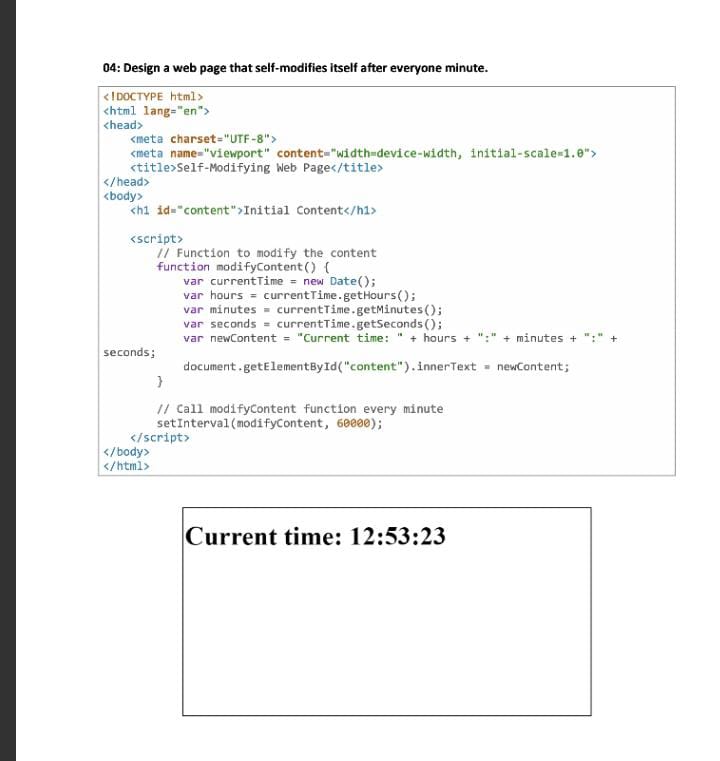 04: Design a web page that self-modifies itself after everyone minute.
<!DOCTYPE html>
<html lang="en">
<head>
    <meta charset="UTF-8">
    <meta name="viewport" content="width=device-width, initial-scale=1.0">
    <title>Self-Modifying Web Page</title>
</head>
<body>
    <h1 id="content">Initial Content</h1>
    <script>
        // Function to modify the content
        function modifyContent() {
            var currentTime = new Date();
            var hours = currentTime.getHours();
            var minutes = currentTime.getMinutes();
            var seconds = currentTime.getSeconds();
            var newContent = "Current time: " + hours + ":" + minutes + ":" +
seconds;
            document.getElementById("content").innerText = newContent;
        }
        // Call modifyContent function every minute
        setInterval(modifyContent, 60000);
    </script>
</body>
</html>
Current time: 12:53:23